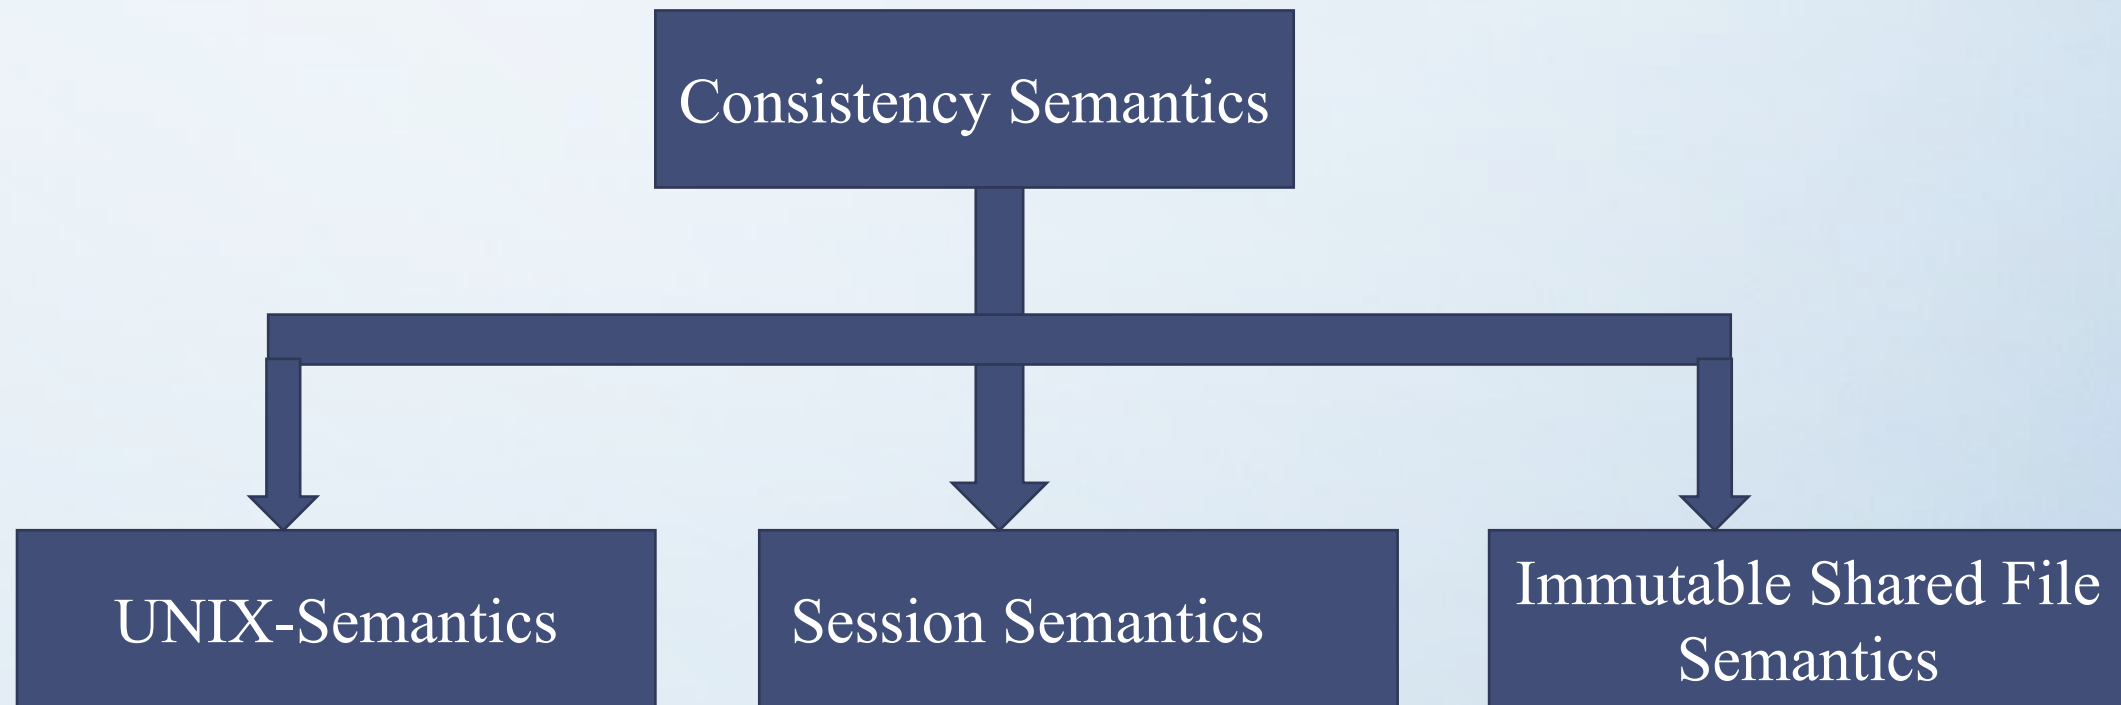 Consistency Semantics
UNIX-Semantics
Session Semantics
Immutable Shared File
Semantics